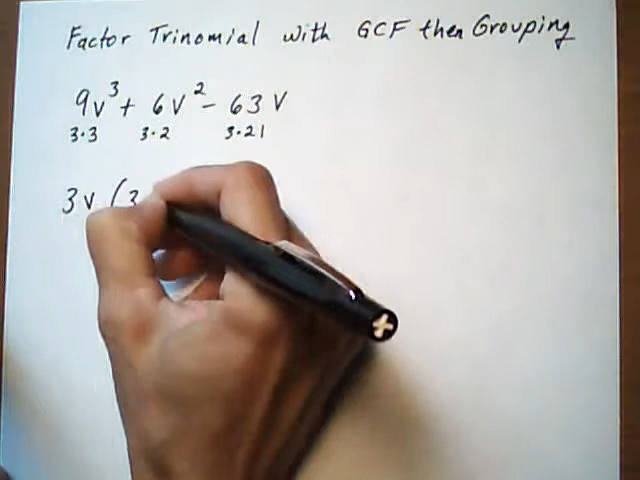 Factor Trinomial with GCF then Grouping
9v³ + 6v² - 63v
3·3 3·2 3·21
3v (3